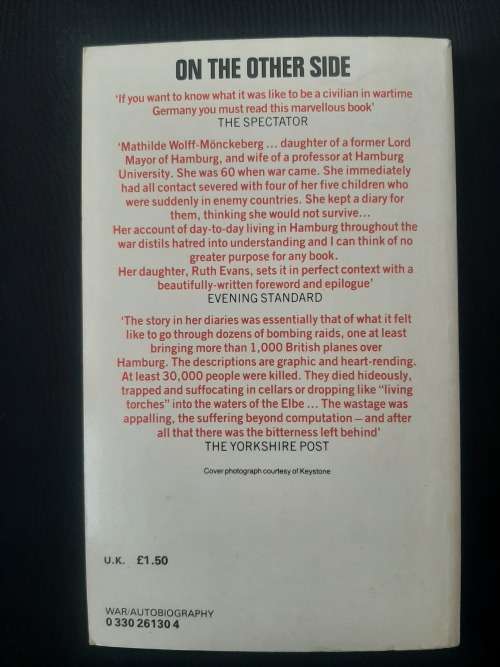 ON THE OTHER SIDE
'If you want to know what it was like to be a civilian in wartime
Germany you must read this marvellous book'
THE SPECTATOR
'Mathilde Wolff-Mönckeberg ... daughter of a former Lord
Mayor of Hamburg, and wife of a professor at Hamburg
University. She was 60 when war came. She immediately
had all contact severed with four of her five children who
were suddenly in enemy countries. She kept a diary for
them, thinking she would not survive...
Her account of day-to-day living in Hamburg throughout the
war distils hatred into understanding and I can think of no
greater purpose for any book.
Her daughter, Ruth Evans, sets it in perfect context with a
beautifully-written foreword and epilogue'
EVENING STANDARD
'The story in her diaries was essentially that of what it felt
like to go through dozens of bombing raids, one at least
bringing more than 1,000 British planes over
Hamburg. The descriptions are graphic and heart-rending.
At least 30,000 people were killed. They died hideously,
trapped and suffocating in cellars or dropping like "living
torches" into the waters of the Elbe ... The wastage was
appalling, the suffering beyond computation – and after
all that there was the bitterness left behind'
THE YORKSHIRE POST
Cover photograph courtesy of Keystone
U.K. £1.50
WAR/AUTOBIOGRAPHY
0 330 26130 4